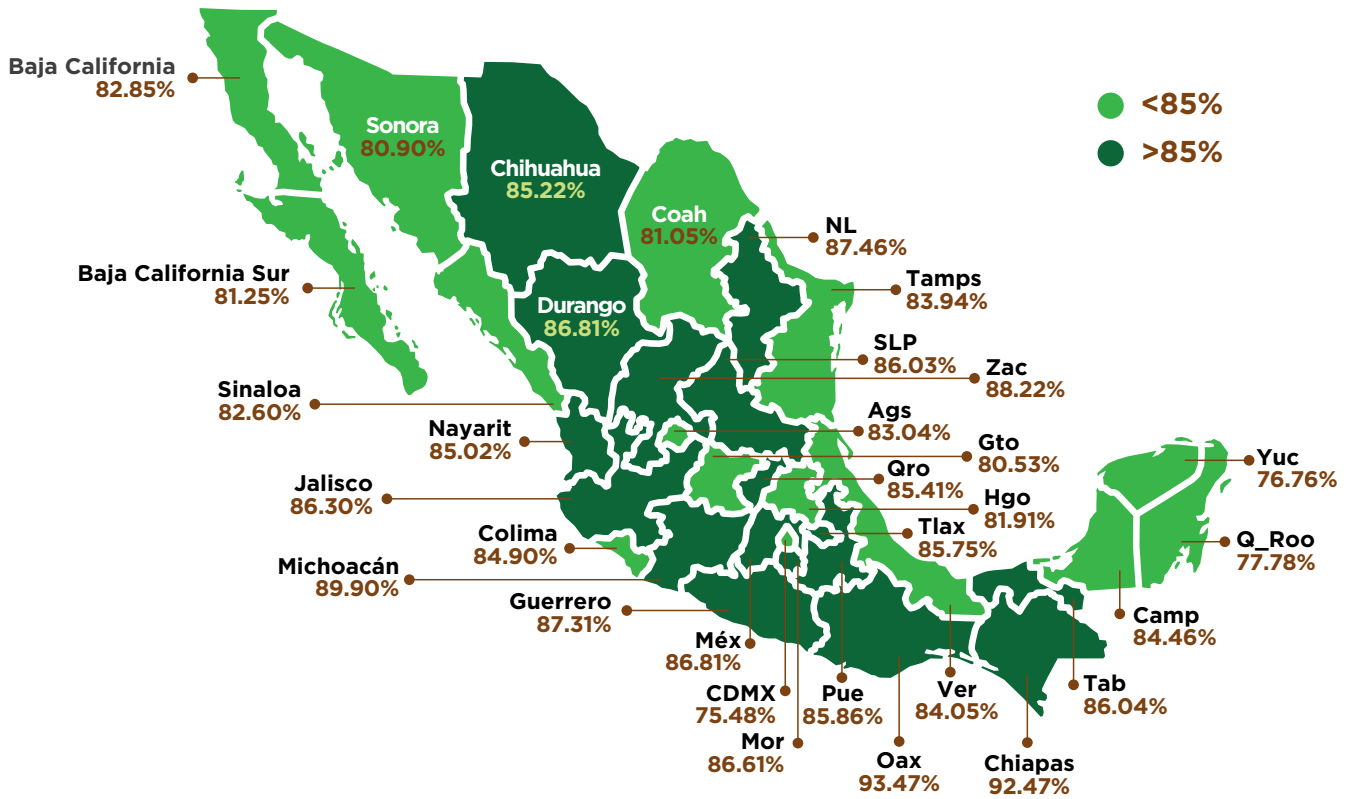 Baja California
82.85%
<85%
>85%
Sonora
80.90%
Chihuahua
85.22%
Coah
81.05%
NL
87.46%
Baja California Sur
81.25%
Tamps
83.94%
Durango
86.81%
SLP
86.03%
Zac
88.22%
Sinaloa
82.60%
Ags
83.04%
Nayarit
85.02%
Gto
80.53%
Yuc
76.76%
Qro
85.41%
Jalisco
86.30%
Hgo
81.91%
Tlax
85.75%
Colima
84.90%
Q_Roo
77.78%
Michoacán
89.90%
Guerrero
87.31%
Camp
84.46%
Méx
86.81%
CDMX
75.48%
Pue
85.86%
Ver
84.05%
Tab
86.04%
Mor
86.61%
Oax
93.47%
Chiapas
92.47%